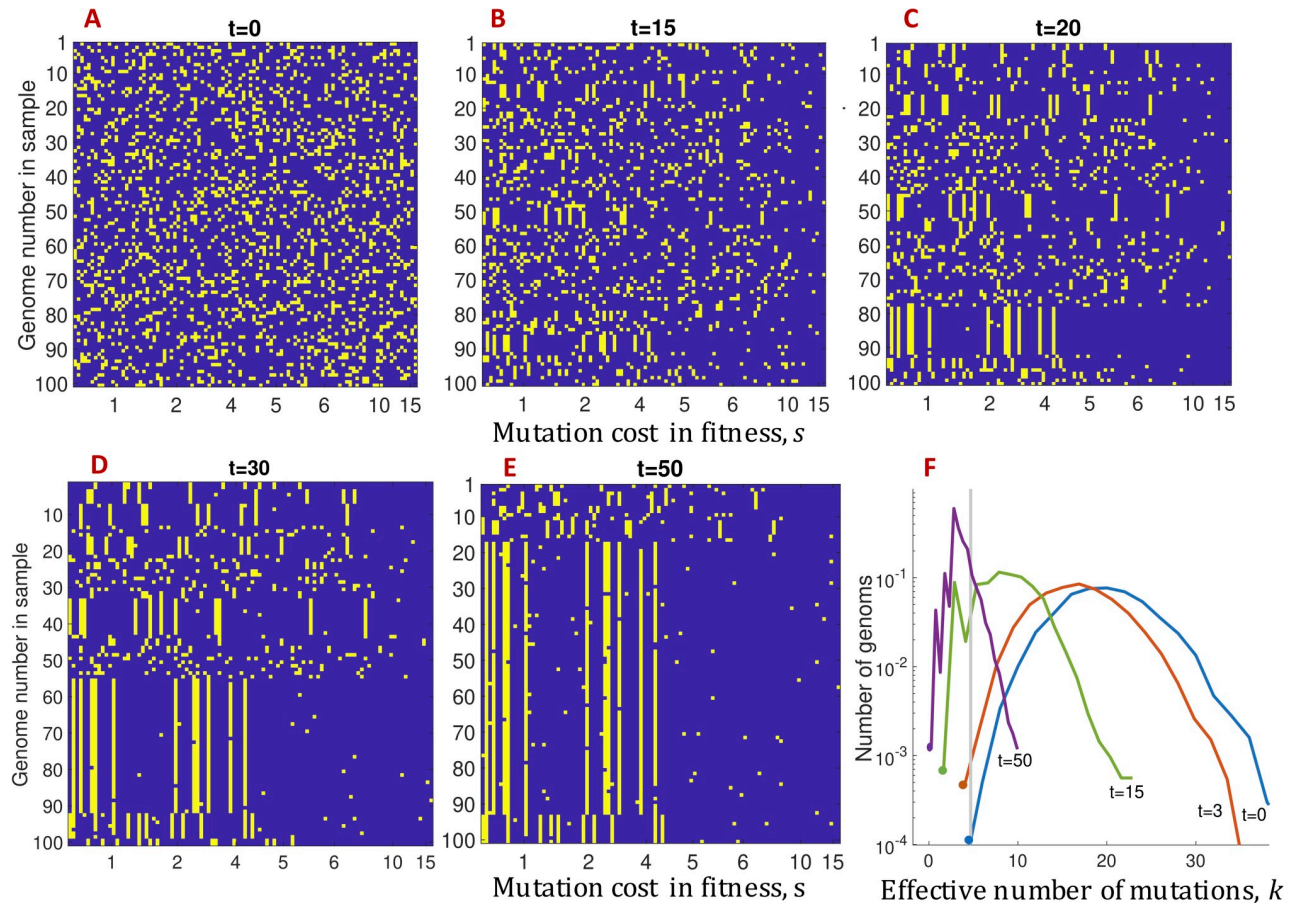 A
t=0
B
t=15
C
t=20
Genome number in sample
1
10
20
30
40
50
60
70
80
90
100
1 2 4 5 6 10 15
1
10
20
30
40
50
60
70
80
90
100
1 2 4 5 6 10 15
Mutation cost in fitness, s
1
10
20
30
40
50
60
70
80
90
100
1 2 4 5 6 10 15
D
t=30
E
t=50
F
Genome number in sample
10
20
30
40
50
60
70
80
90
100
1 2 4 5 6 10 15
1
10
20
30
40
50
60
70
80
90
100
1 2 4 5 6 10 15
Mutation cost in fitness, s
Number of genoms
10-1
10-2
10-3
10-4
t=50
t=15
t=3
t=0
0 10 20 30
Effective number of mutations, k